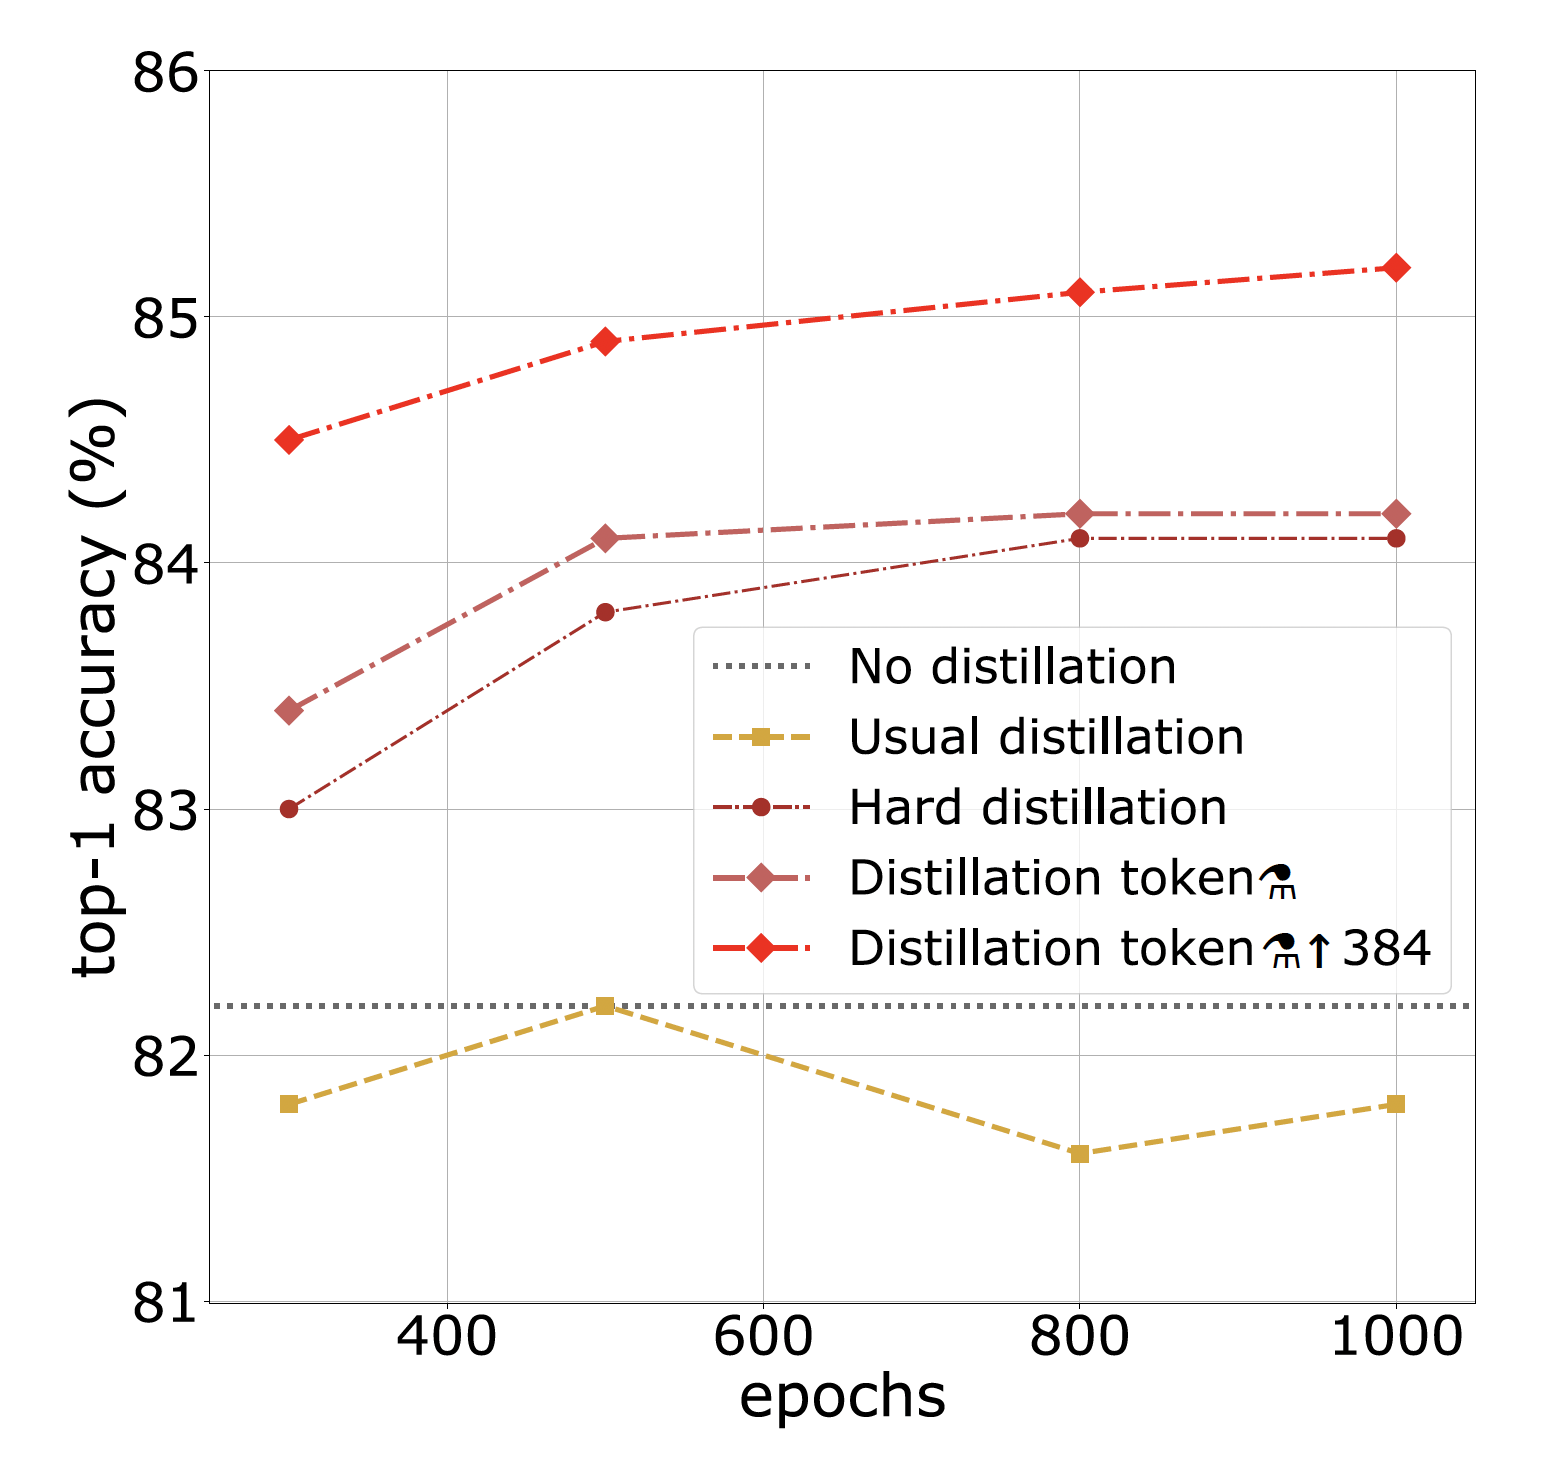 86
85
84
83
82
81
top-1 accuracy (%)
No distillation
Usual distillation
Hard distillation
Distillation token⚗
Distillation token⚗↑384
400 600 800 1000
epochs